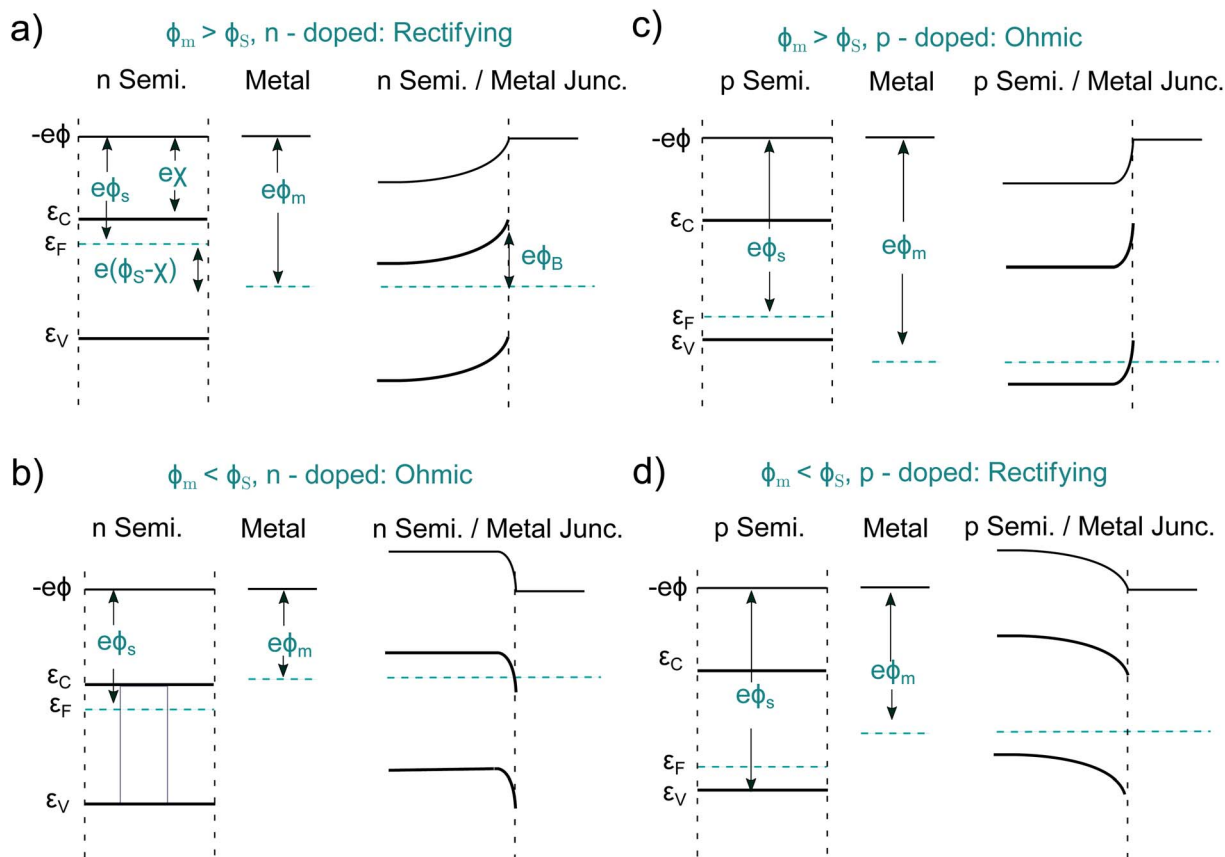 a)
ϕm > ϕS, n - doped: Rectifying
n Semi.
Metal
n Semi. / Metal Junc.
-eϕ
eχ
eϕs
eϕm
εC
εF
e(ϕS-χ)
eϕB
εV
b)
ϕm < ϕS, n - doped: Ohmic
n Semi.
Metal
n Semi. / Metal Junc.
-eϕ
eϕs
eϕm
εC
εF
εV
c)
ϕm > ϕS, p - doped: Ohmic
p Semi.
Metal
p Semi. / Metal Junc.
-eϕ
εC
eϕs
eϕm
εF
εV
d)
ϕm < ϕS, p - doped: Rectifying
p Semi.
Metal
p Semi. / Metal Junc.
-eϕ
εC
eϕm
eϕs
εF
εV